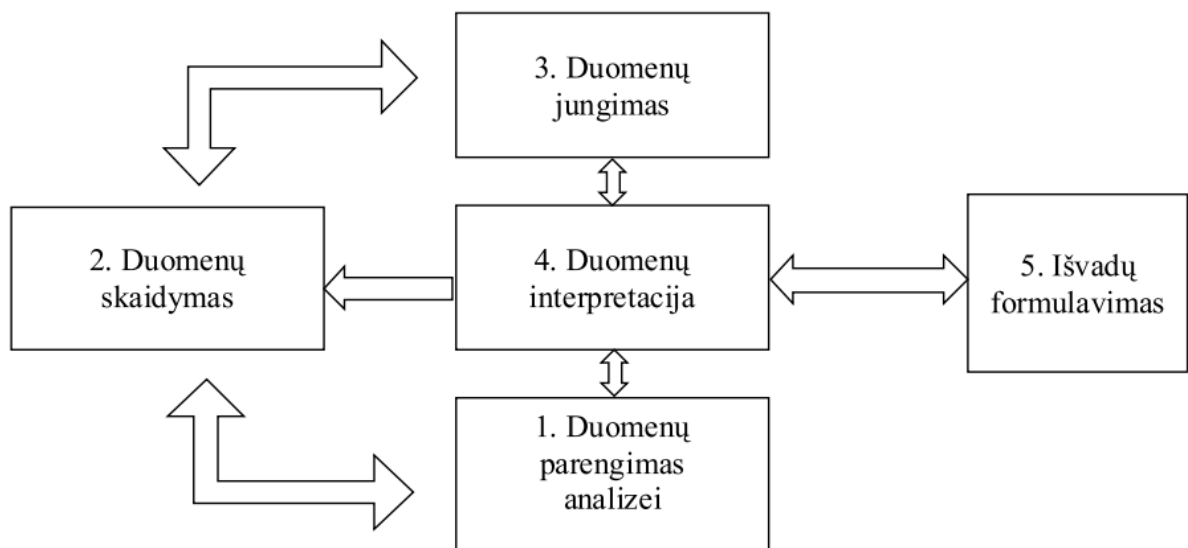 3. Duomenų
jungimas
2. Duomenų
skaidymas
4. Duomenų
interpretacija
5. Išvadų
formulavimas
1. Duomenų
parengimas
analizei